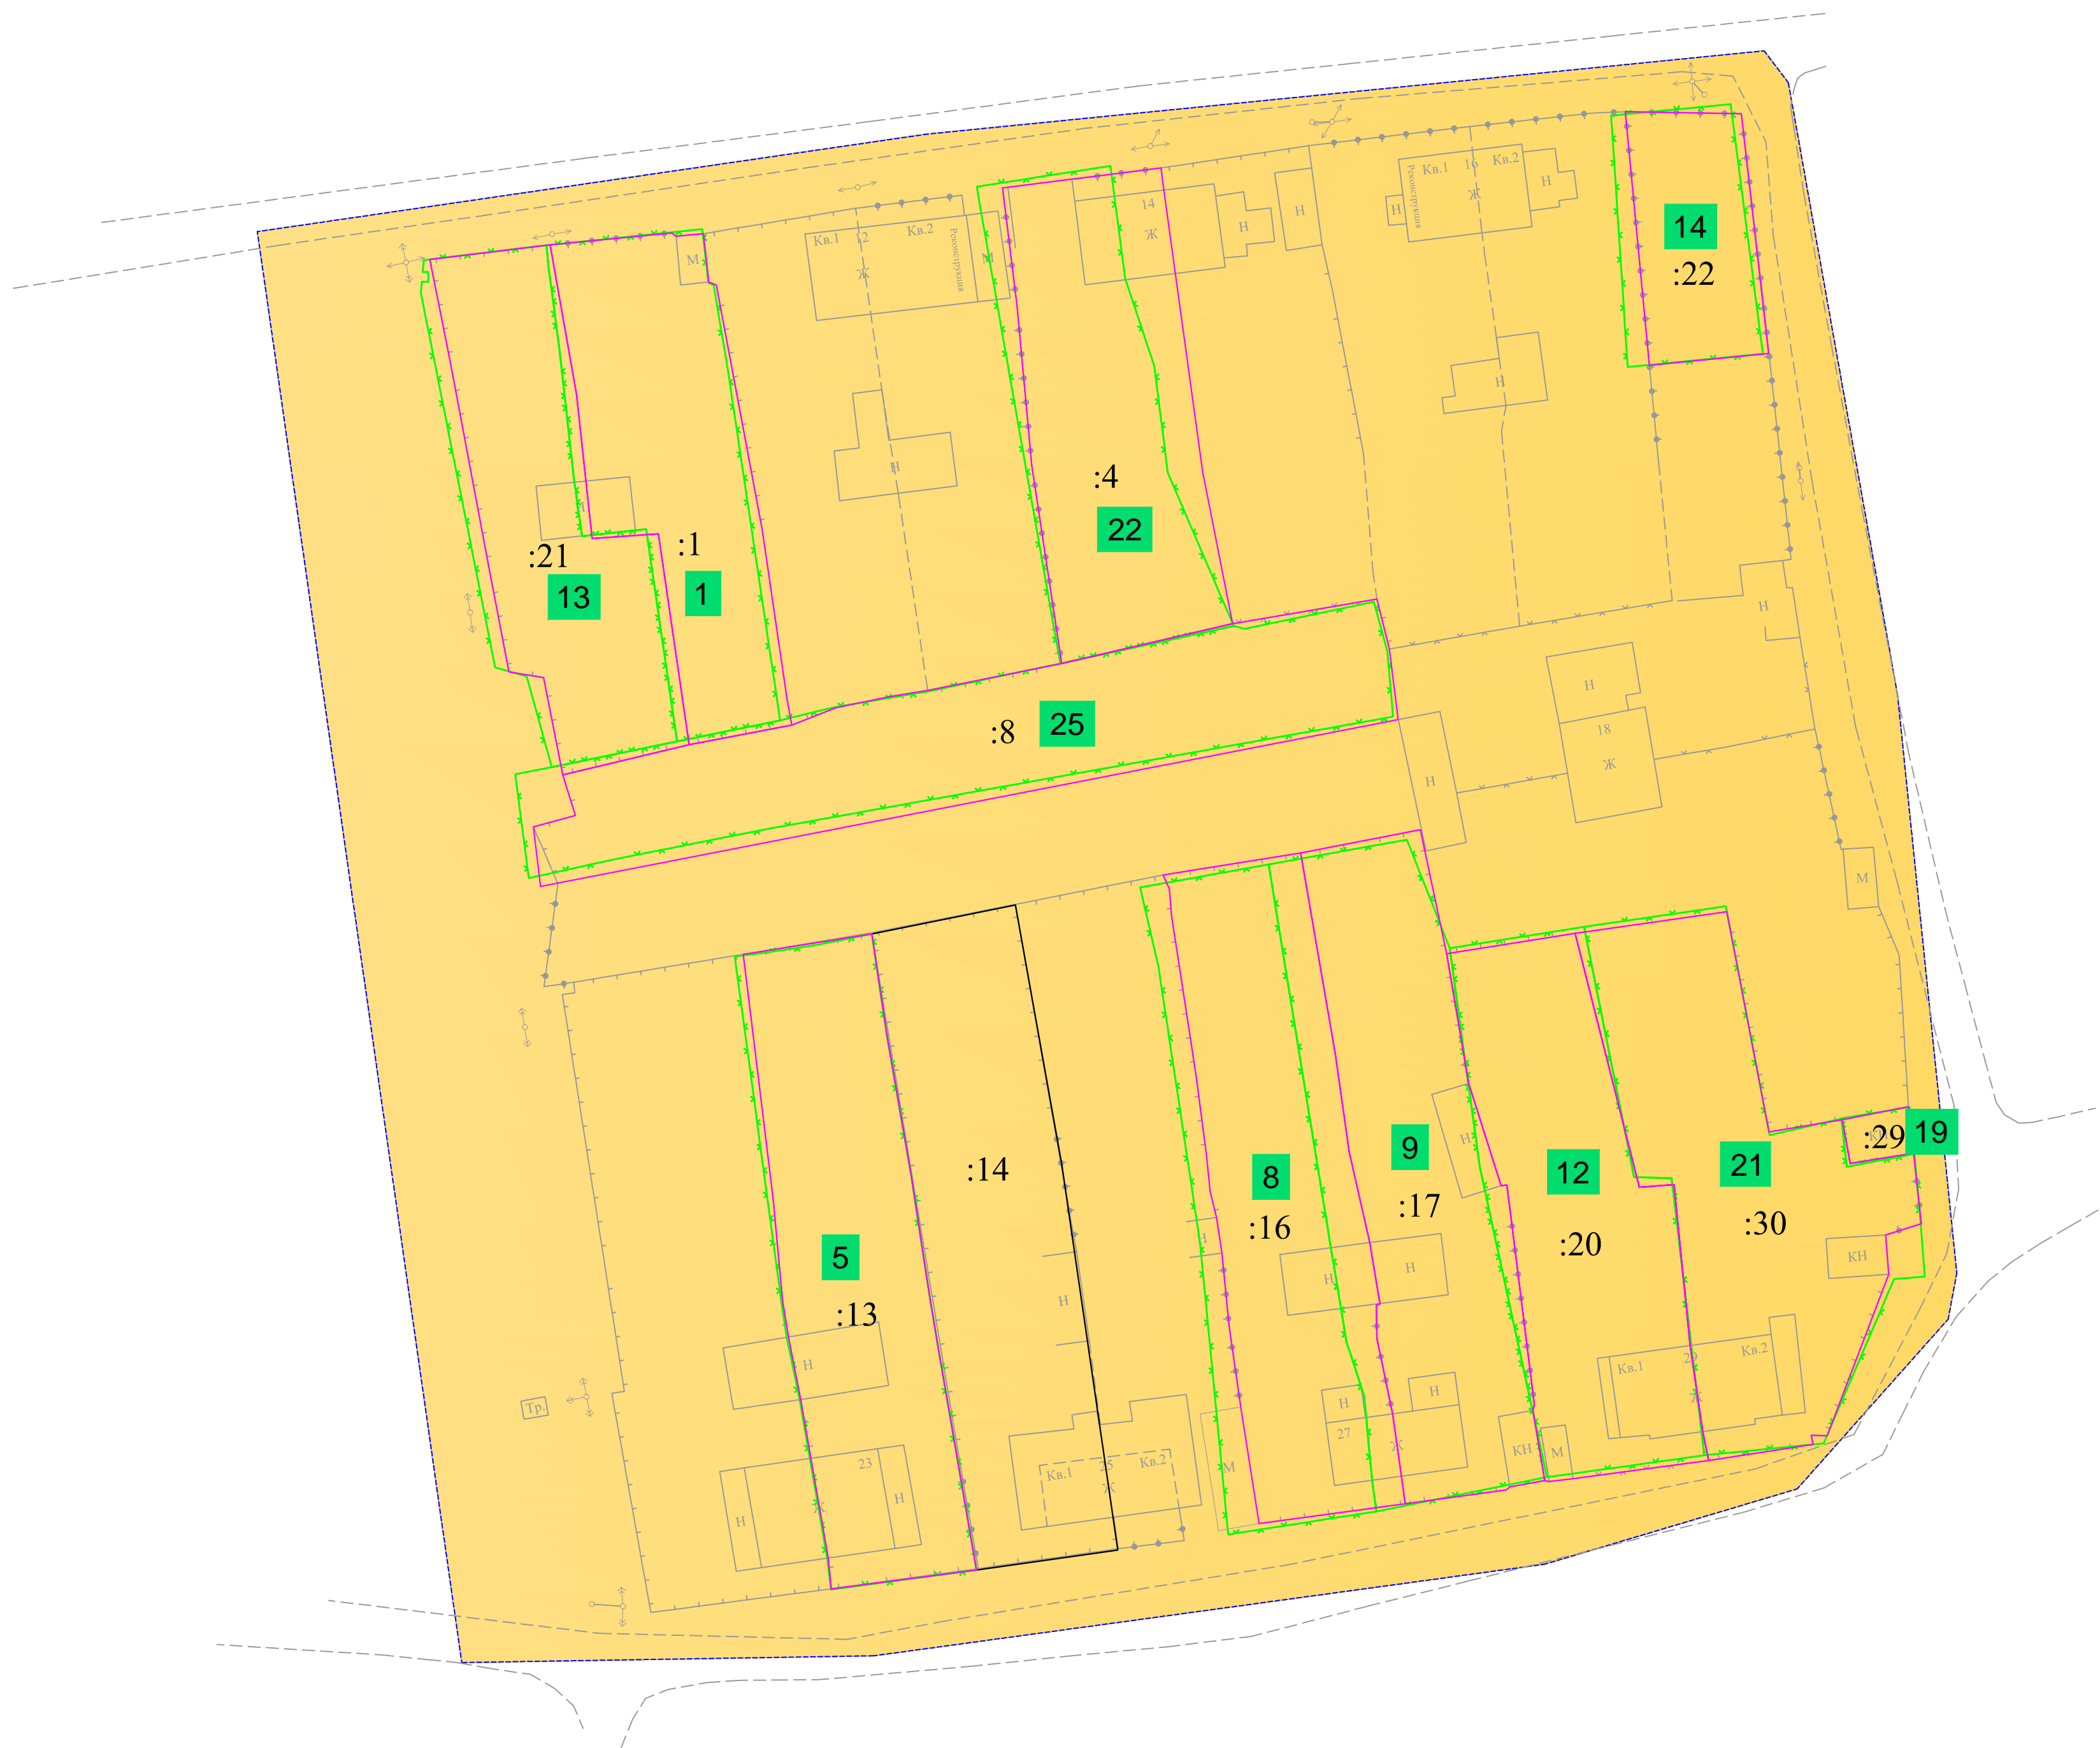 14
:22
Кв.1 16 Кв.2
Ж
Н
Н
Реконструкция
14
Ж
Н
Н
Кв.1 12 Кв.2
Ж
Реконструкция
М
М
Н
Н
Н
:4
22
:21
13
:1
1
Н
Н
Н
18
Ж
Н
:8 25
М
:14
5
:13
8
:16
9
:17
Н
12
:20
21
:30
:29
19
КН
КН
Н
Н
Н
Н
Н
Н
Н
27
Ж
КН
М
Кв.1 29 Кв.2
Ж
Тр.
23
Ж
Н
Н
Кв.1 25 Кв.2
Ж
М